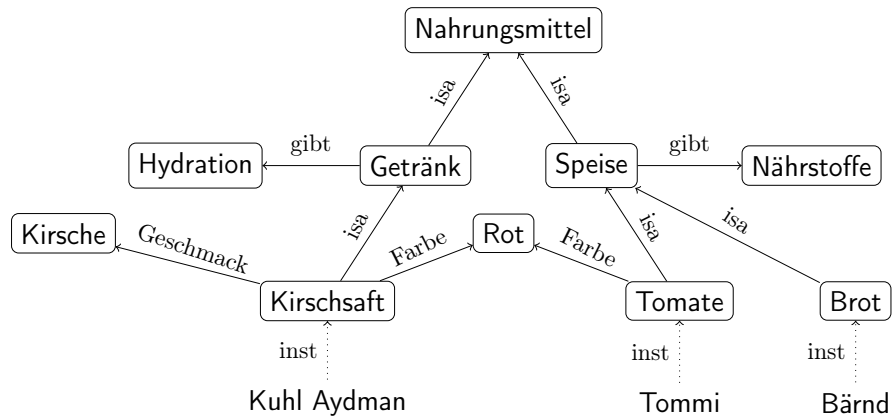 Nahrungsmittel
isa
isa
Hydration
gibt
Getränk
Speise
gibt
Nährstoffe
Kirsche
Geschmack
isa
Farbe
Rot
Farbe
isa
isa
Kirschsaft
Tomate
Brot
inst
inst
inst
Kuhl Aydman
Tommi
Bärnd